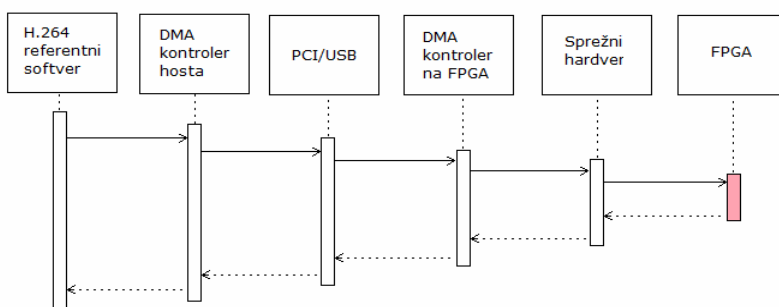 H.264
referentni
softver
DMA
kontroler
hosta
PCI/USB
DMA
kontroler
na FPGA
Sprežni
hardver
FPGA